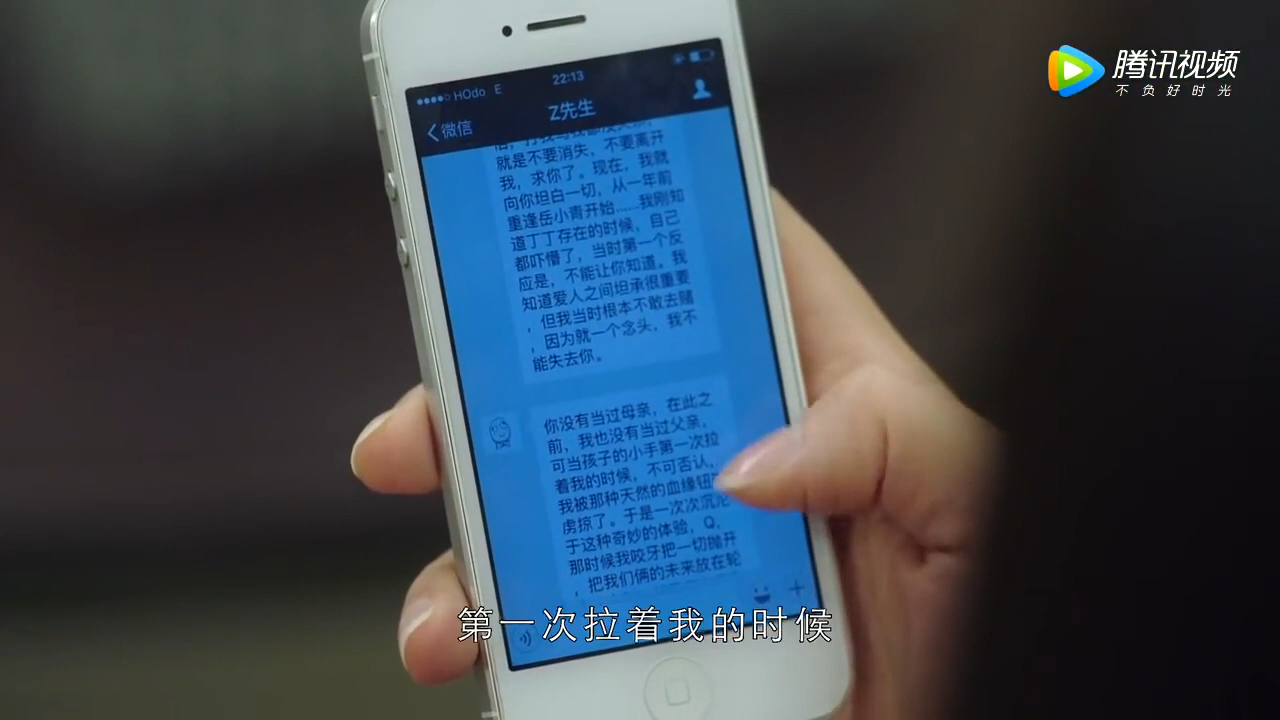 腾讯视频
不负好时光
HOdo E
22:13
微信
Z先生
就是不要消失，不要离开
我，求你了。现在，我就
向你坦白一切，从一年前
重逢岳小青开始……我刚知
道丁丁存在的时候，自己
都吓懵了，当时第一个反
应是，不能让你知道。我
知道爱人之间坦承很重要
，但我当时根本不敢去赌
，因为就一个念头，我不
能失去你。
你没有当过母亲，在此之
前，我也没有当过父亲，
可当孩子的小手第一次拉
着我的时候，不可否认，
我被那种天然的血缘钮
虏掠了。于是一次次沉沦
于这种奇妙的体验，Q，
那时候我咬牙把一切抛开
，把我们俩的未来放在轮
第一次拉着我的时候